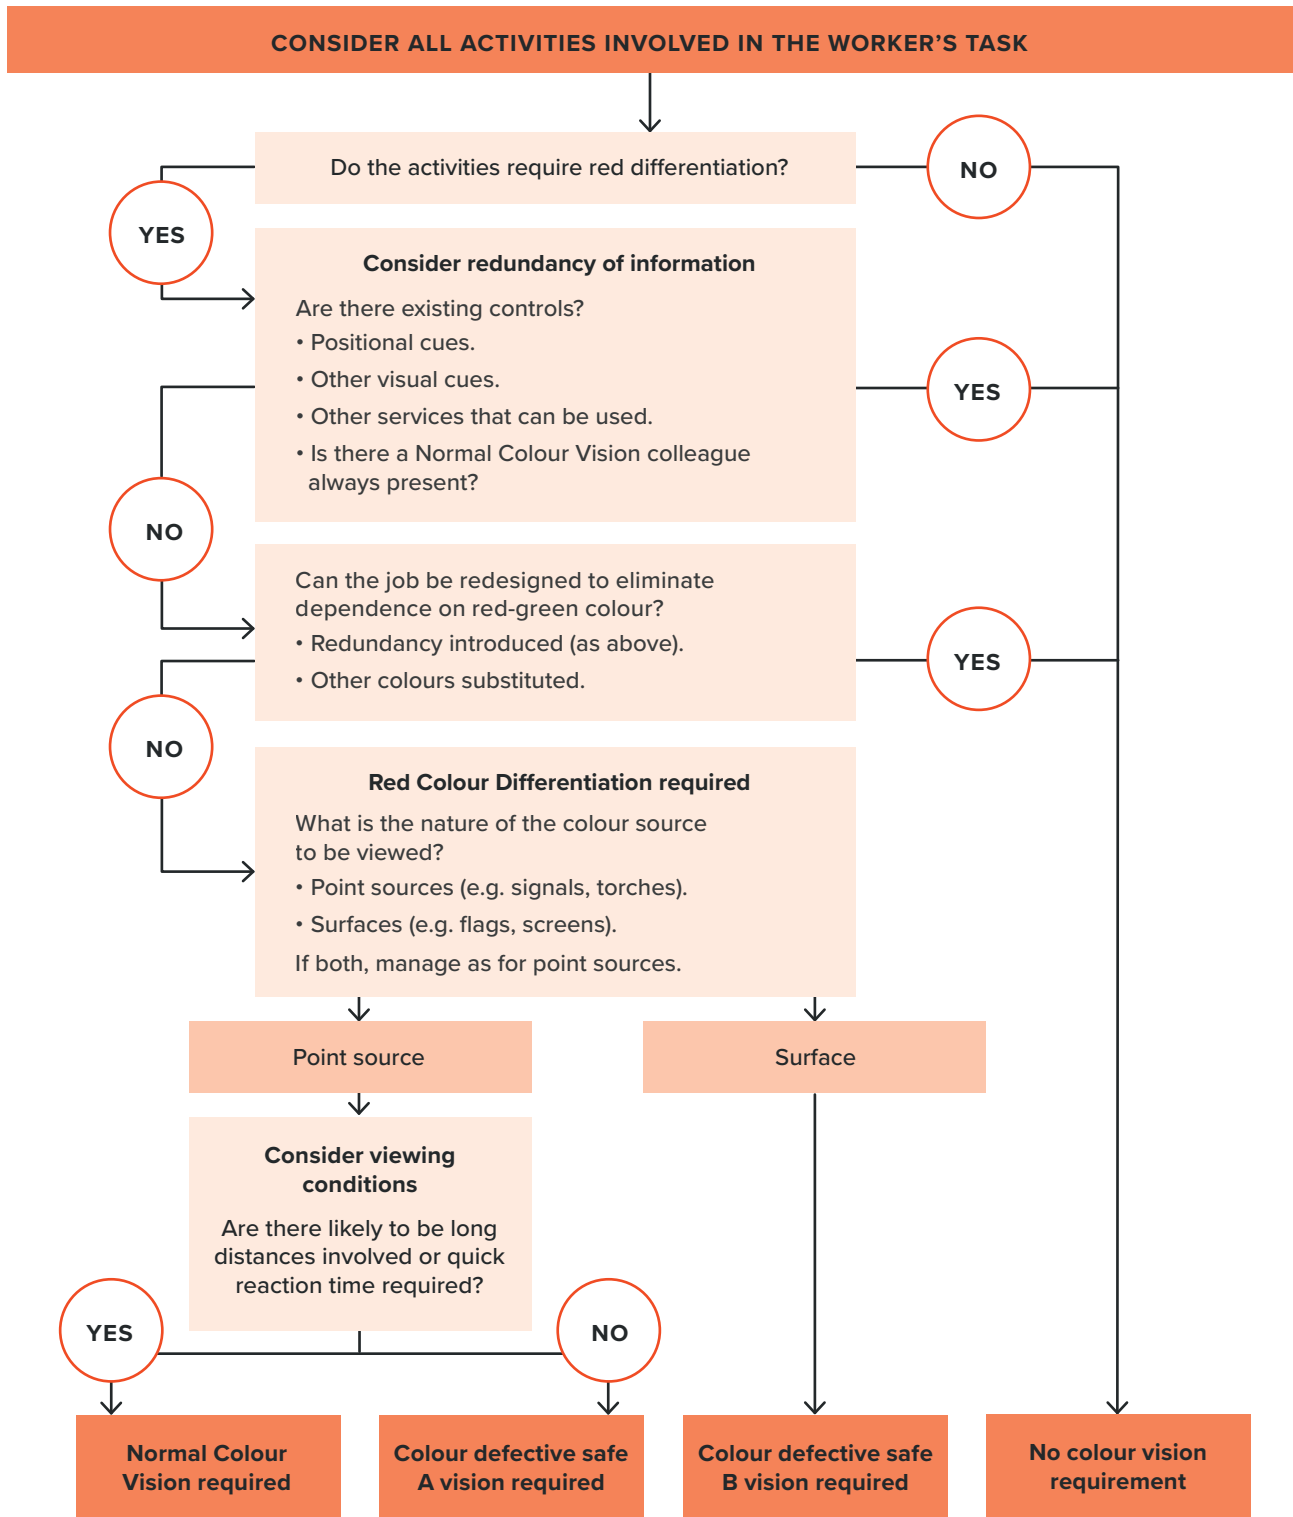 CONSIDER ALL ACTIVITIES INVOLVED IN THE WORKER’S TASK
Do the activities require red differentiation?
NO
YES
Consider redundancy of information
Are there existing controls?
• Positional cues.
• Other visual cues.
• Other services that can be used.
• Is there a Normal Colour Vision colleague
always present?
YES
NO
Can the job be redesigned to eliminate
dependence on red-green colour?
• Redundancy introduced (as above).
• Other colours substituted.
YES
NO
Red Colour Differentiation required
What is the nature of the colour source
to be viewed?
• Point sources (e.g. signals, torches).
• Surfaces (e.g. flags, screens).
If both, manage as for point sources.
Point source
Surface
Consider viewing
conditions
Are there likely to be long
distances involved or quick
reaction time required?
YES
NO
Normal Colour
Vision required
Colour defective safe
A vision required
Colour defective safe
B vision required
No colour vision
requirement